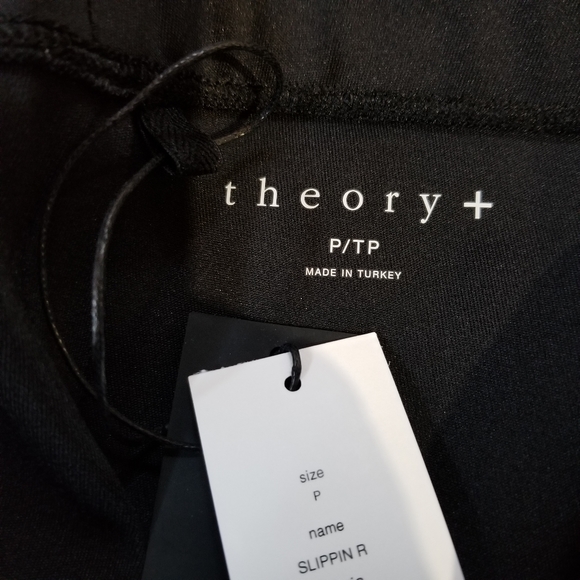 theory+
P/TP
MADE IN TURKEY
size
P
name
SLIPPIN R